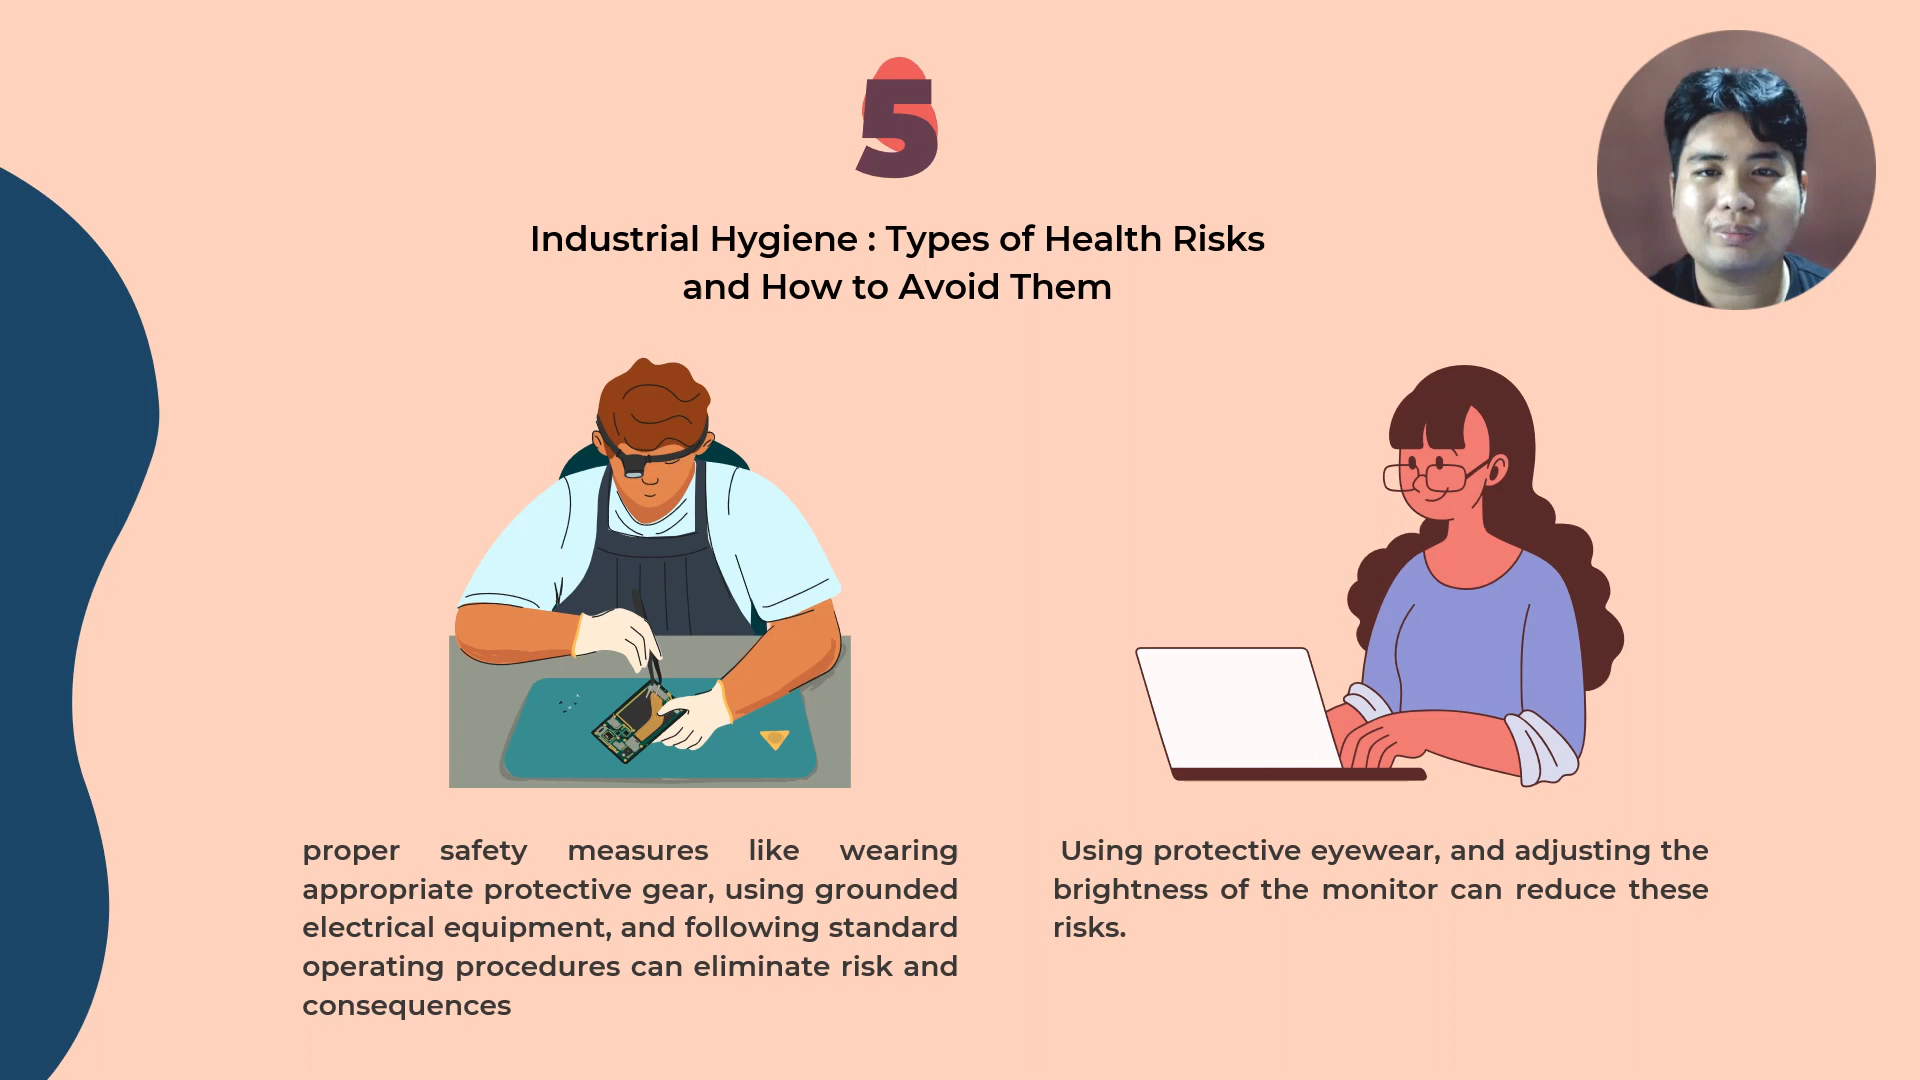 5
Industrial Hygiene : Types of Health Risks
and How to Avoid Them
proper safety measures like wearing
appropriate protective gear, using grounded
electrical equipment, and following standard
operating procedures can eliminate risk and
consequences
Using protective eyewear, and adjusting the
brightness of the monitor can reduce these
risks.